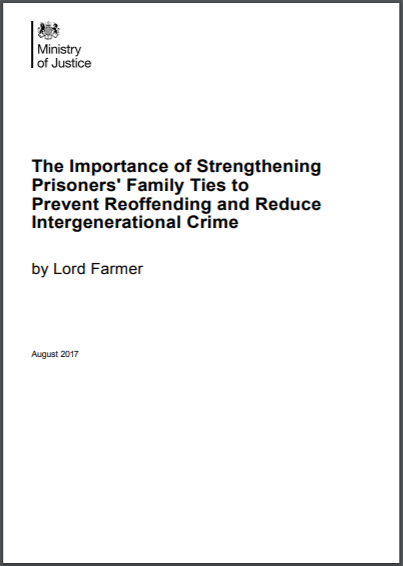 Ministry
of Justice
The Importance of Strengthening
Prisoners' Family Ties to
Prevent Reoffending and Reduce
Intergenerational Crime
by Lord Farmer
August 2017